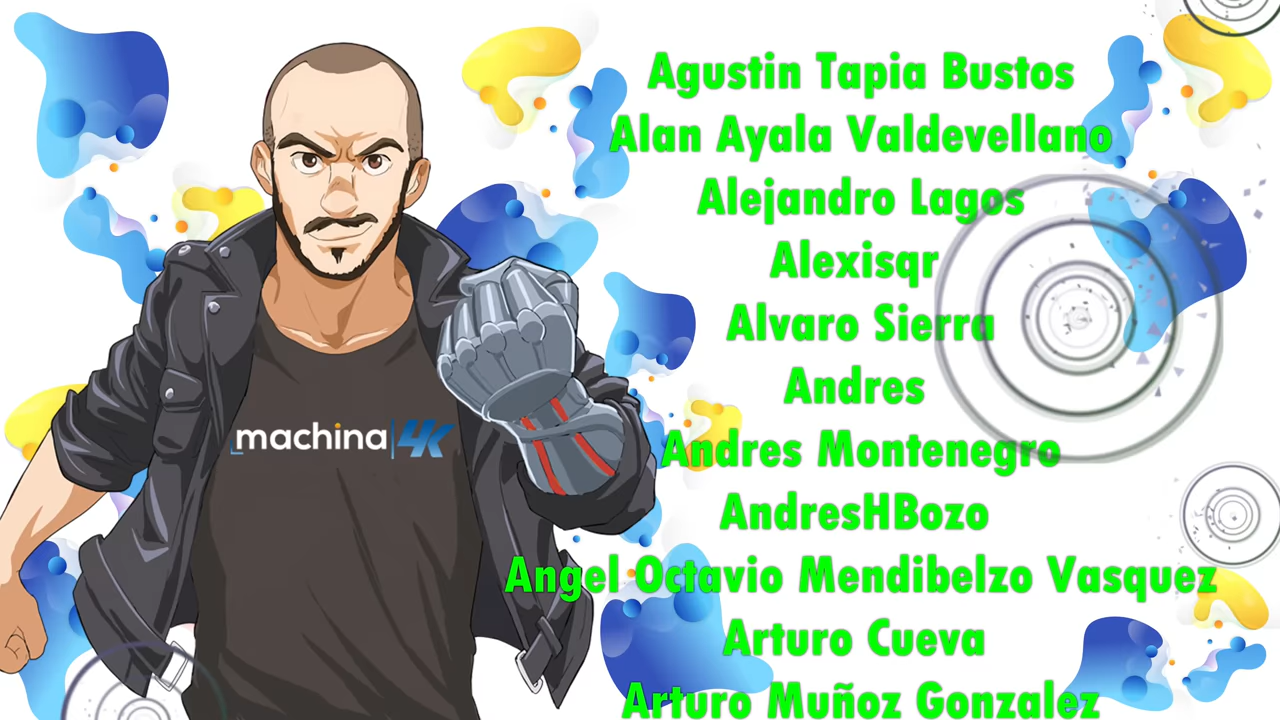 Agustin Tapia Bustos
Alan Ayala Valdevellano
Alejandro Lagos
Alexisqr
Alvaro Sierra
Andres
Andres Montenegro
AndresHBozo
Angel Octavio Mendibelzo Vasquez
Arturo Cueva
Arturo Muñoz Gonzalez
machina 4K